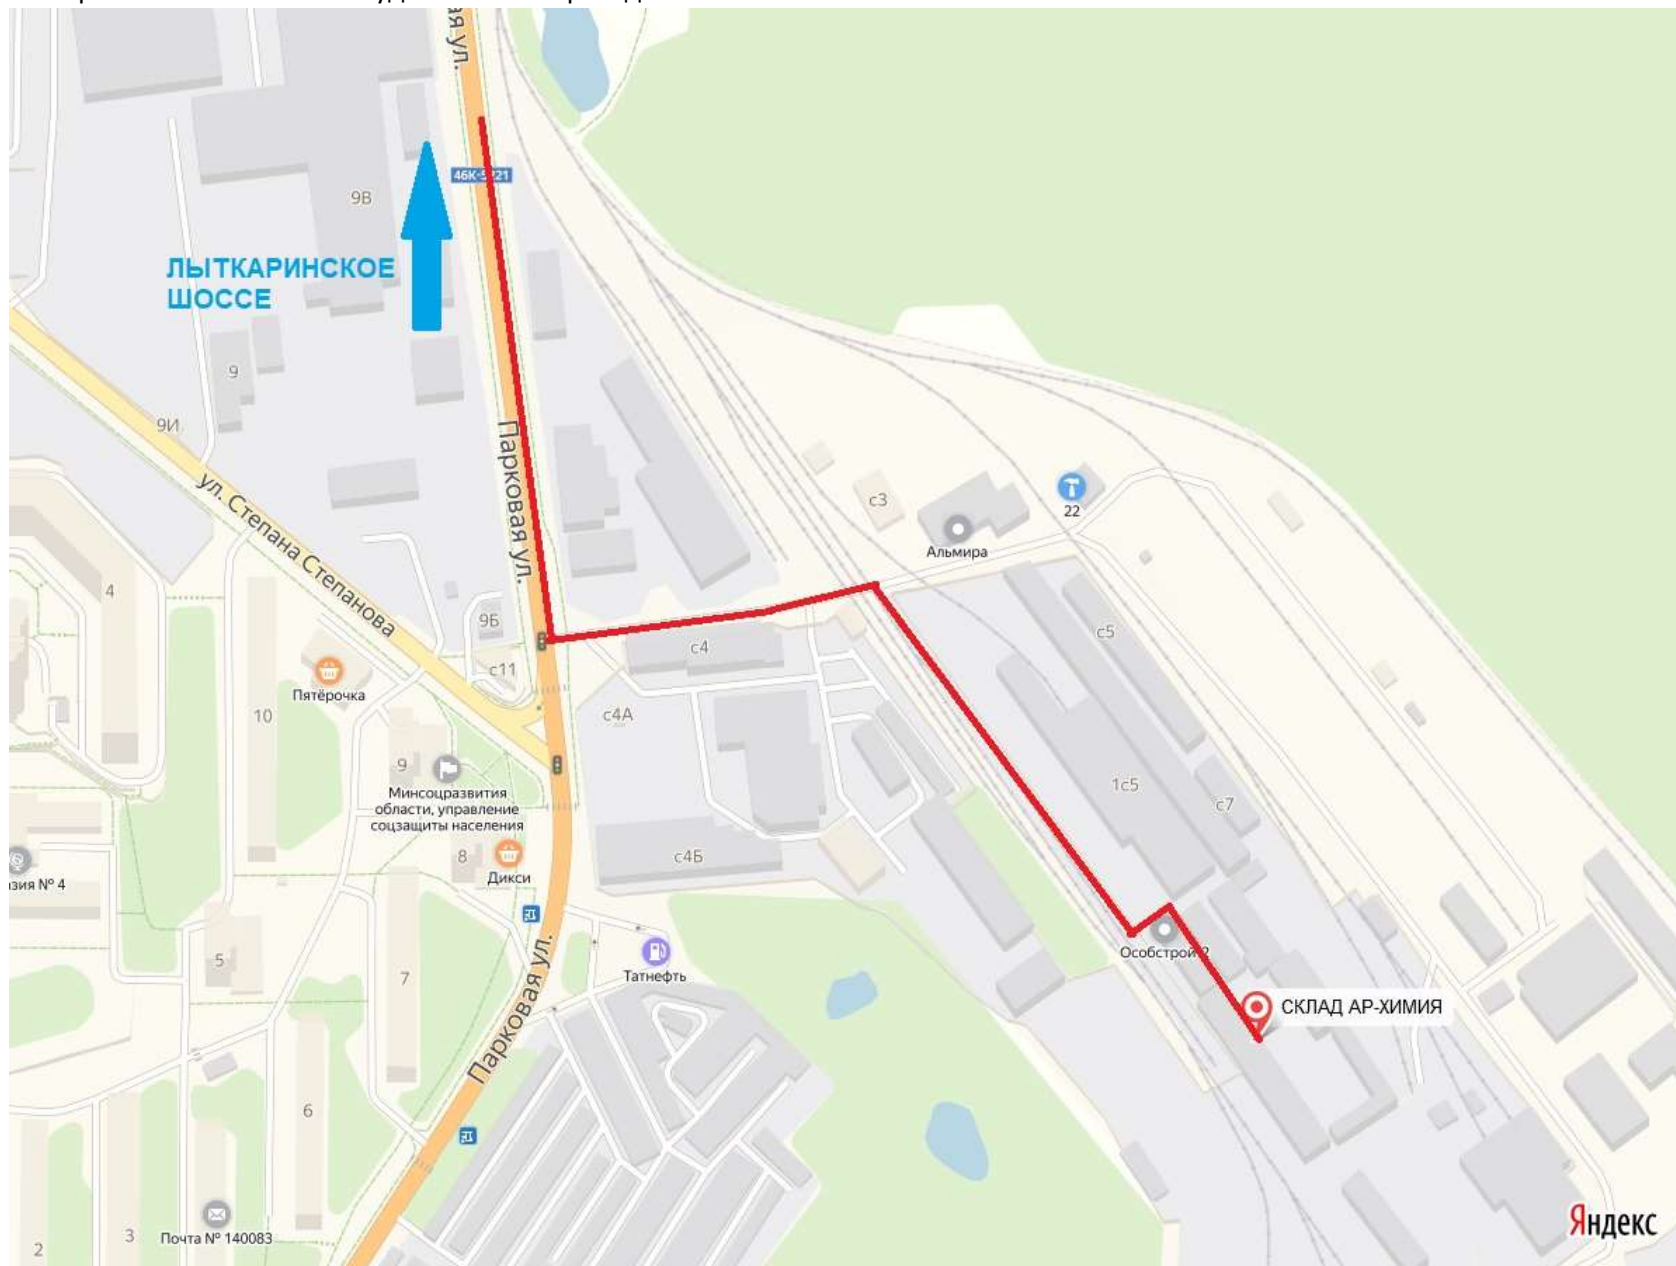 ая ул.
46К-5221
9В
ЛЫТКАРИНСКОЕ
ШОССЕ
9
9И
Парковая ул.
ул. Степана Степанова
с3
22
Альмира
4
9Б
с11
с4
с5
Пятёрочка
10
с4А
9
Минсоцразвития
области, управление
соцзащиты населения
1с5
с7
8
Дикси
с4Б
зия № 4
5
7
Парковая ул.
Татнефть
Особстрой-2
СКЛАД АР-ХИМИЯ
6
Почта № 140083
2
3
Яндекс